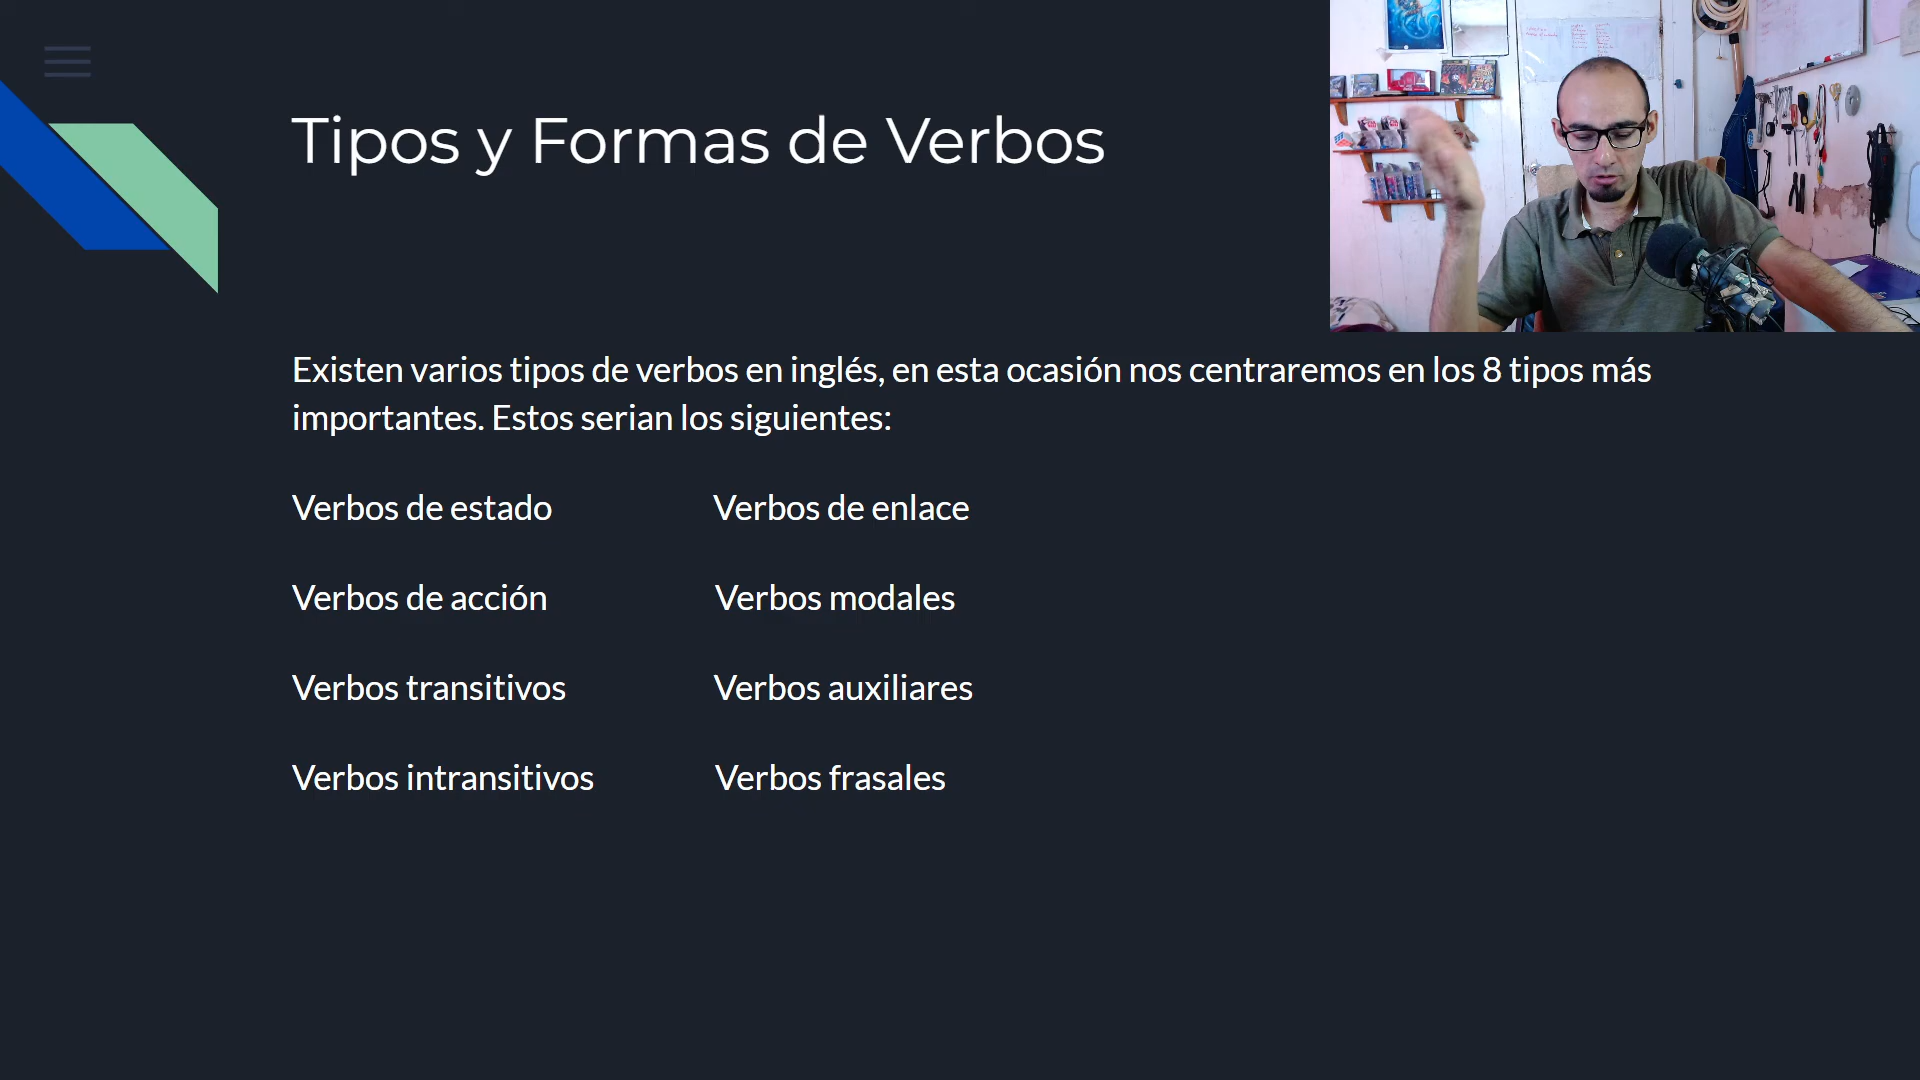 Tipos y Formas de Verbos
Existen varios tipos de verbos en inglés, en esta ocasión nos centraremos en los 8 tipos más
importantes. Estos serian los siguientes:
Verbos de estado Verbos de enlace
Verbos de acción Verbos modales
Verbos transitivos Verbos auxiliares
Verbos intransitivos Verbos frasales